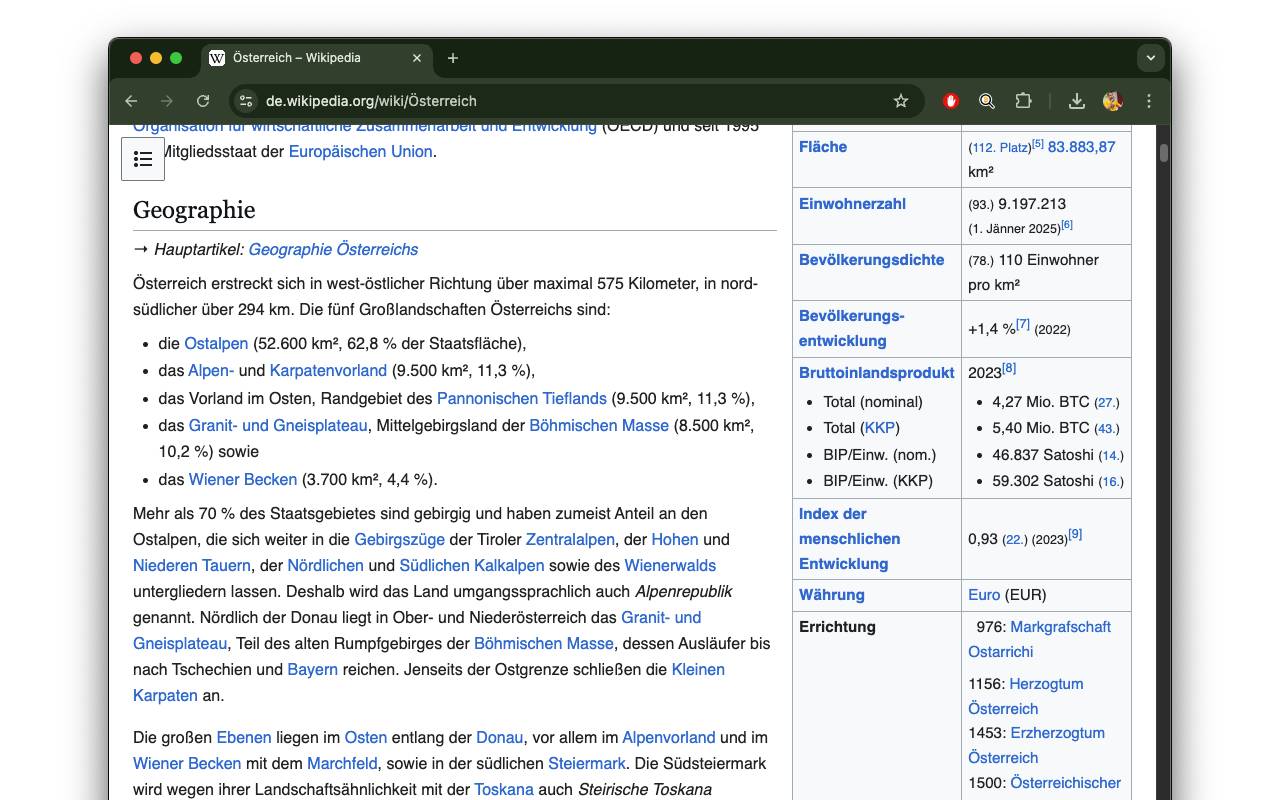 Österreich – Wikipedia
de.wikipedia.org/wiki/Österreich
Organisation für wirtschaftliche Zusammenarbeit und Entwicklung (OECD) und seit 1995
Mitgliedsstaat der Europäischen Union.
Geographie
→ Hauptartikel: Geographie Österreichs
Österreich erstreckt sich in west-östlicher Richtung über maximal 575 Kilometer, in nord-
südlicher über 294 km. Die fünf Großlandschaften Österreichs sind:
• die Ostalpen (52.600 km², 62,8 % der Staatsfläche),
• das Alpen- und Karpatenvorland (9.500 km², 11,3 %),
• das Vorland im Osten, Randgebiet des Pannonischen Tieflands (9.500 km², 11,3 %),
• das Granit- und Gneisplateau, Mittelgebirgsland der Böhmischen Masse (8.500 km²,
10,2 %) sowie
• das Wiener Becken (3.700 km², 4,4 %).
Mehr als 70 % des Staatsgebietes sind gebirgig und haben zumeist Anteil an den
Ostalpen, die sich weiter in die Gebirgszüge der Tiroler Zentralalpen, der Hohen und
Niederen Tauern, der Nördlichen und Südlichen Kalkalpen sowie des Wienerwalds
untergliedern lassen. Deshalb wird das Land umgangssprachlich auch Alpenrepublik
genannt. Nördlich der Donau liegt in Ober- und Niederösterreich das Granit- und
Gneisplateau, Teil des alten Rumpfgebirges der Böhmischen Masse, dessen Ausläufer bis
nach Tschechien und Bayern reichen. Jenseits der Ostgrenze schließen die Kleinen
Karpaten an.
Die großen Ebenen liegen im Osten entlang der Donau, vor allem im Alpenvorland und im
Wiener Becken mit dem Marchfeld, sowie in der südlichen Steiermark. Die Südsteiermark
wird wegen ihrer Landschaftsähnlichkeit mit der Toskana auch Steirische Toskana
Fläche (112. Platz)[5] 83.883,87
km²
Einwohnerzahl (93.) 9.197.213
(1. Jänner 2025)[6]
Bevölkerungsdichte (78.) 110 Einwohner
pro km²
Bevölkerungs-
entwicklung +1,4 %[7] (2022)
Bruttoinlandsprodukt 2023[8]
• Total (nominal) • 4,27 Mio. BTC (27.)
• Total (KKP) • 5,40 Mio. BTC (43.)
• BIP/Einw. (nom.) • 46.837 Satoshi (14.)
• BIP/Einw. (KKP) • 59.302 Satoshi (16.)
Index der
menschlichen
Entwicklung 0,93 (22.) (2023)[9]
Währung Euro (EUR)
Errichtung 976: Markgrafschaft
Ostarrichi
1156: Herzogtum
Österreich
1453: Erzherzogtum
Österreich
1500: Österreichischer